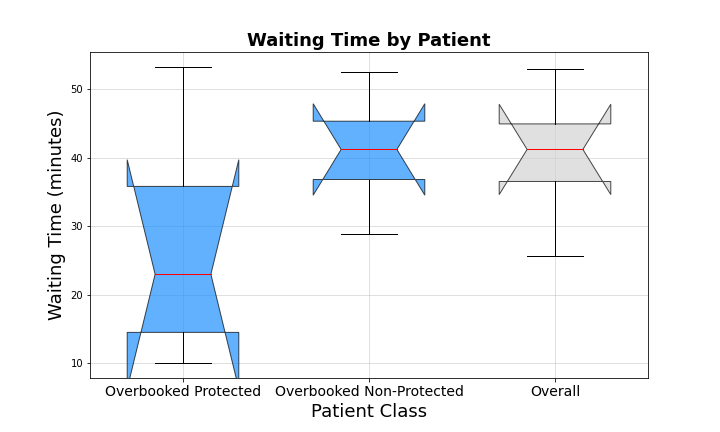 Waiting Time by Patient
Waiting Time (minutes)
50
40
30
20
10
Overbooked Protected
Overbooked Non-Protected
Overall
Patient Class